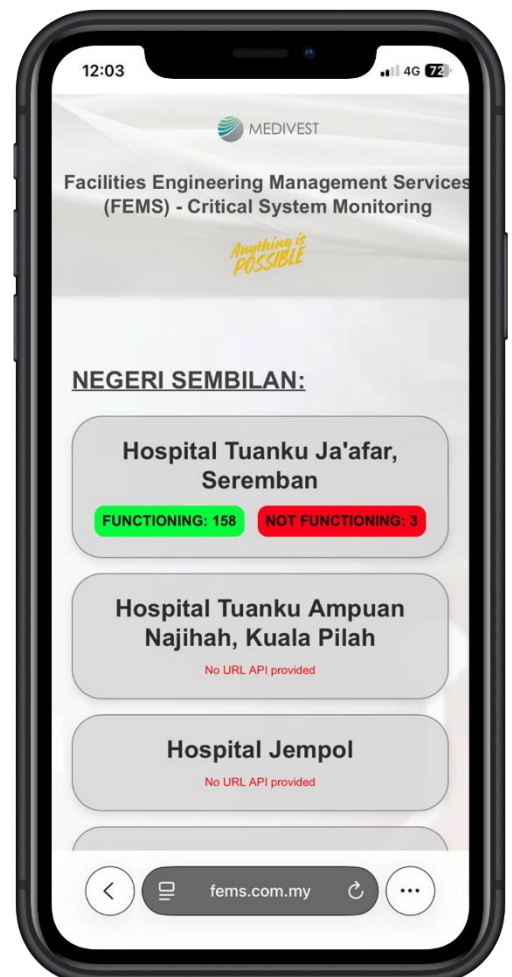 12:03
4G 72
MEDIVEST
Facilities Engineering Management Services
(FEMS) - Critical System Monitoring
Anything is
POSSIBLE
NEGERI SEMBILAN:
Hospital Tuanku Ja'afar,
Seremban
FUNCTIONING: 158 NOT FUNCTIONING: 3
Hospital Tuanku Ampuan
Najihah, Kuala Pilah
No URL API provided
Hospital Jempol
No URL API provided
fems.com.my